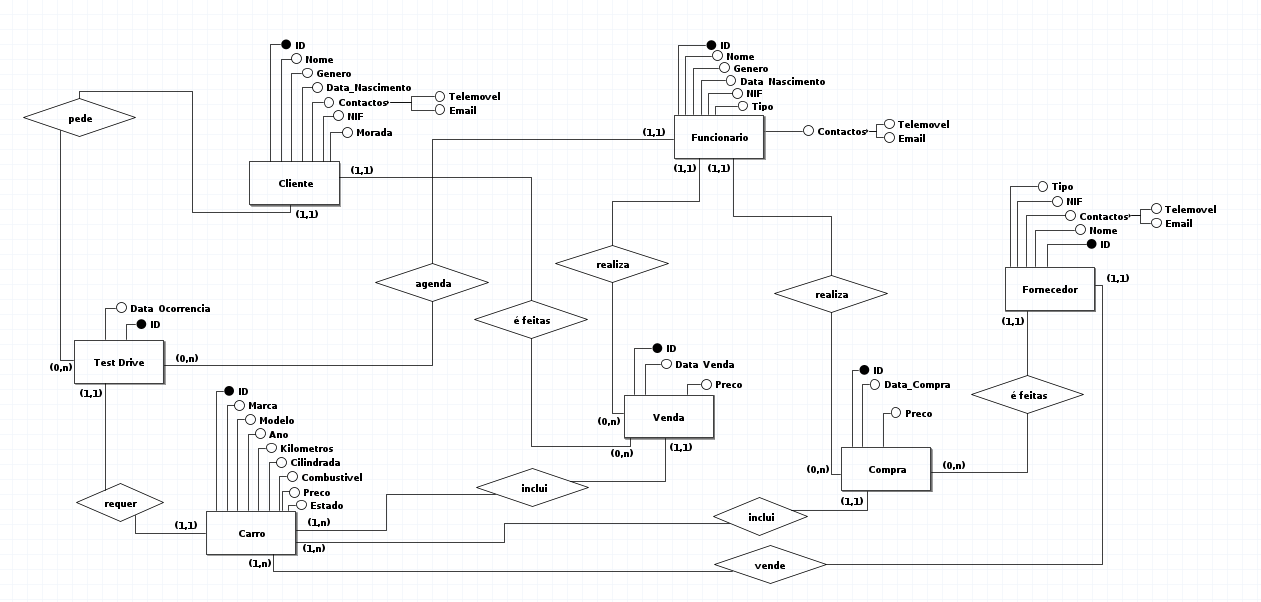 ID
Nome
Genero
Data_Nascimento
Contactos
Telemovel
Email
NIF
Morada
Cliente
(1,1)
(1,1)
pede
ID
Nome
Genero
Data Nascimento
NIF
Tipo
Funcionario
Contactos
Telemovel
Email
(1,1)
(1,1)
(1,1)
Tipo
NIF
Contactos
Telemovel
Email
Nome
ID
Fornecedor
(1,1)
(1,1)
agenda
realiza
realiza
é feitas
é feitas
Data Ocorrencia
ID
Test Drive
(0,n)
(0,n)
(1,1)
ID
Data Venda
Preco
Venda
(0,n)
(0,n)
(1,1)
ID
Data_Compra
Preco
Compra
(0,n)
(0,n)
(1,1)
ID
Marca
Modelo
Ano
Kilometros
Cilindrada
Combustivel
Preco
Estado
Carro
(1,1)
(1,n)
(1,n)
(1,n)
requer
inclui
inclui
vende